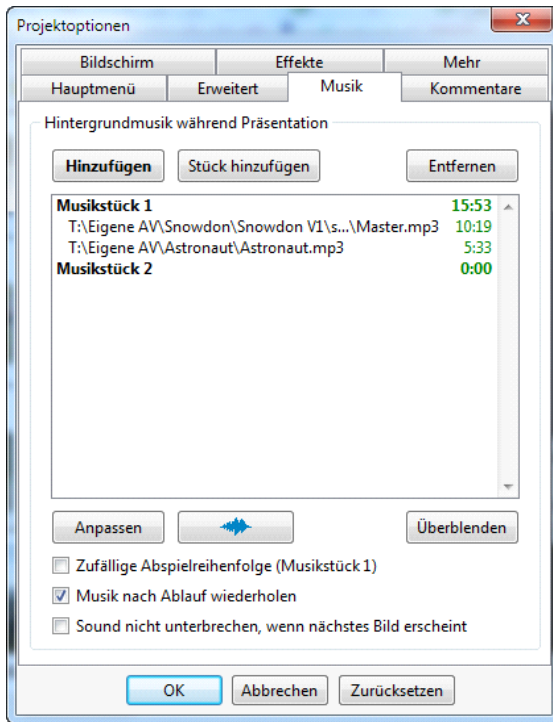 Projektoptionen
Bildschirm Effekte Mehr
Hauptmenü Erweitert Musik Kommentare
Hintergrundmusik während Präsentation
Hinzufügen Stück hinzufügen Entfernen
Musikstück 1 15:53
T:\Eigene AV\Snowdon\Snowdon V1\s...\Master.mp3 10:19
T:\Eigene AV\Astronaut\Astronaut.mp3 5:33
Musikstück 2 0:00
Anpassen Überblenden
Zufällige Abspielreihenfolge (Musikstück 1)
Musik nach Ablauf wiederholen
Sound nicht unterbrechen, wenn nächstes Bild erscheint
OK Abbrechen Zurücksetzen